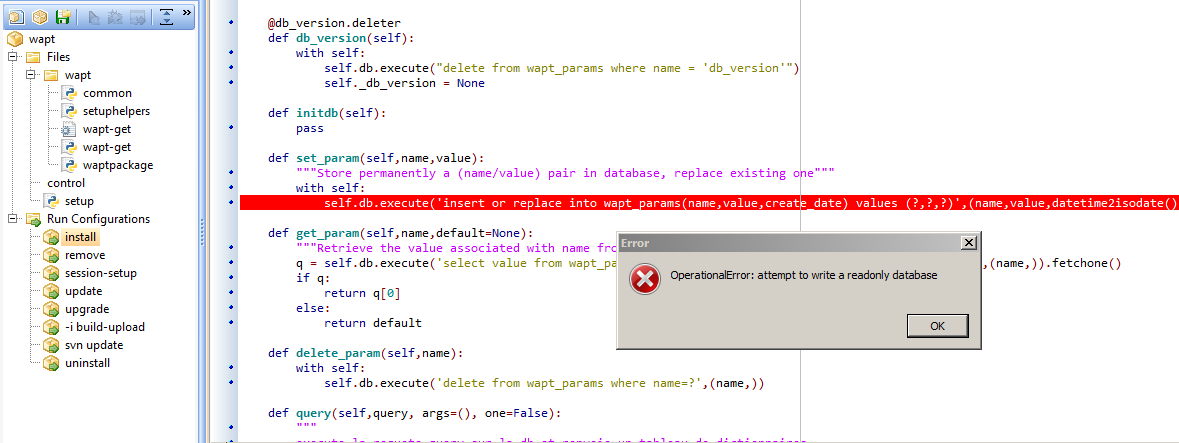 »
wapt
Files
wapt
common
setuphelpers
wapt-get
wapt-get
waptpackage
control
setup
Run Configurations
install
remove
session-setup
update
upgrade
-i build-upload
svn update
uninstall
@db_version.deleter
def db_version(self):
with self:
self.db.execute("delete from wapt_params where name = 'db_version'")
self._db_version = None
def initdb(self):
pass
def set_param(self,name,value):
"""Store permanently a (name/value) pair in database, replace existing one"""
with self:
self.db.execute('insert or replace into wapt_params(name,value,create_date) values (?,?,?)',(name,value,datetime2isodate()
def get_param(self,name,default=None):
"""Retrieve the value associated with name fro
q = self.db.execute('select value from wapt_pa ,(name,)).fetchone()
if q:
return q[0]
else:
return default
def delete_param(self,name):
with self:
self.db.execute('delete from wapt_params where name=?',(name,))
def query(self,query, args=(), one=False):
"""
Error
OperationalError: attempt to write a readonly database
OK